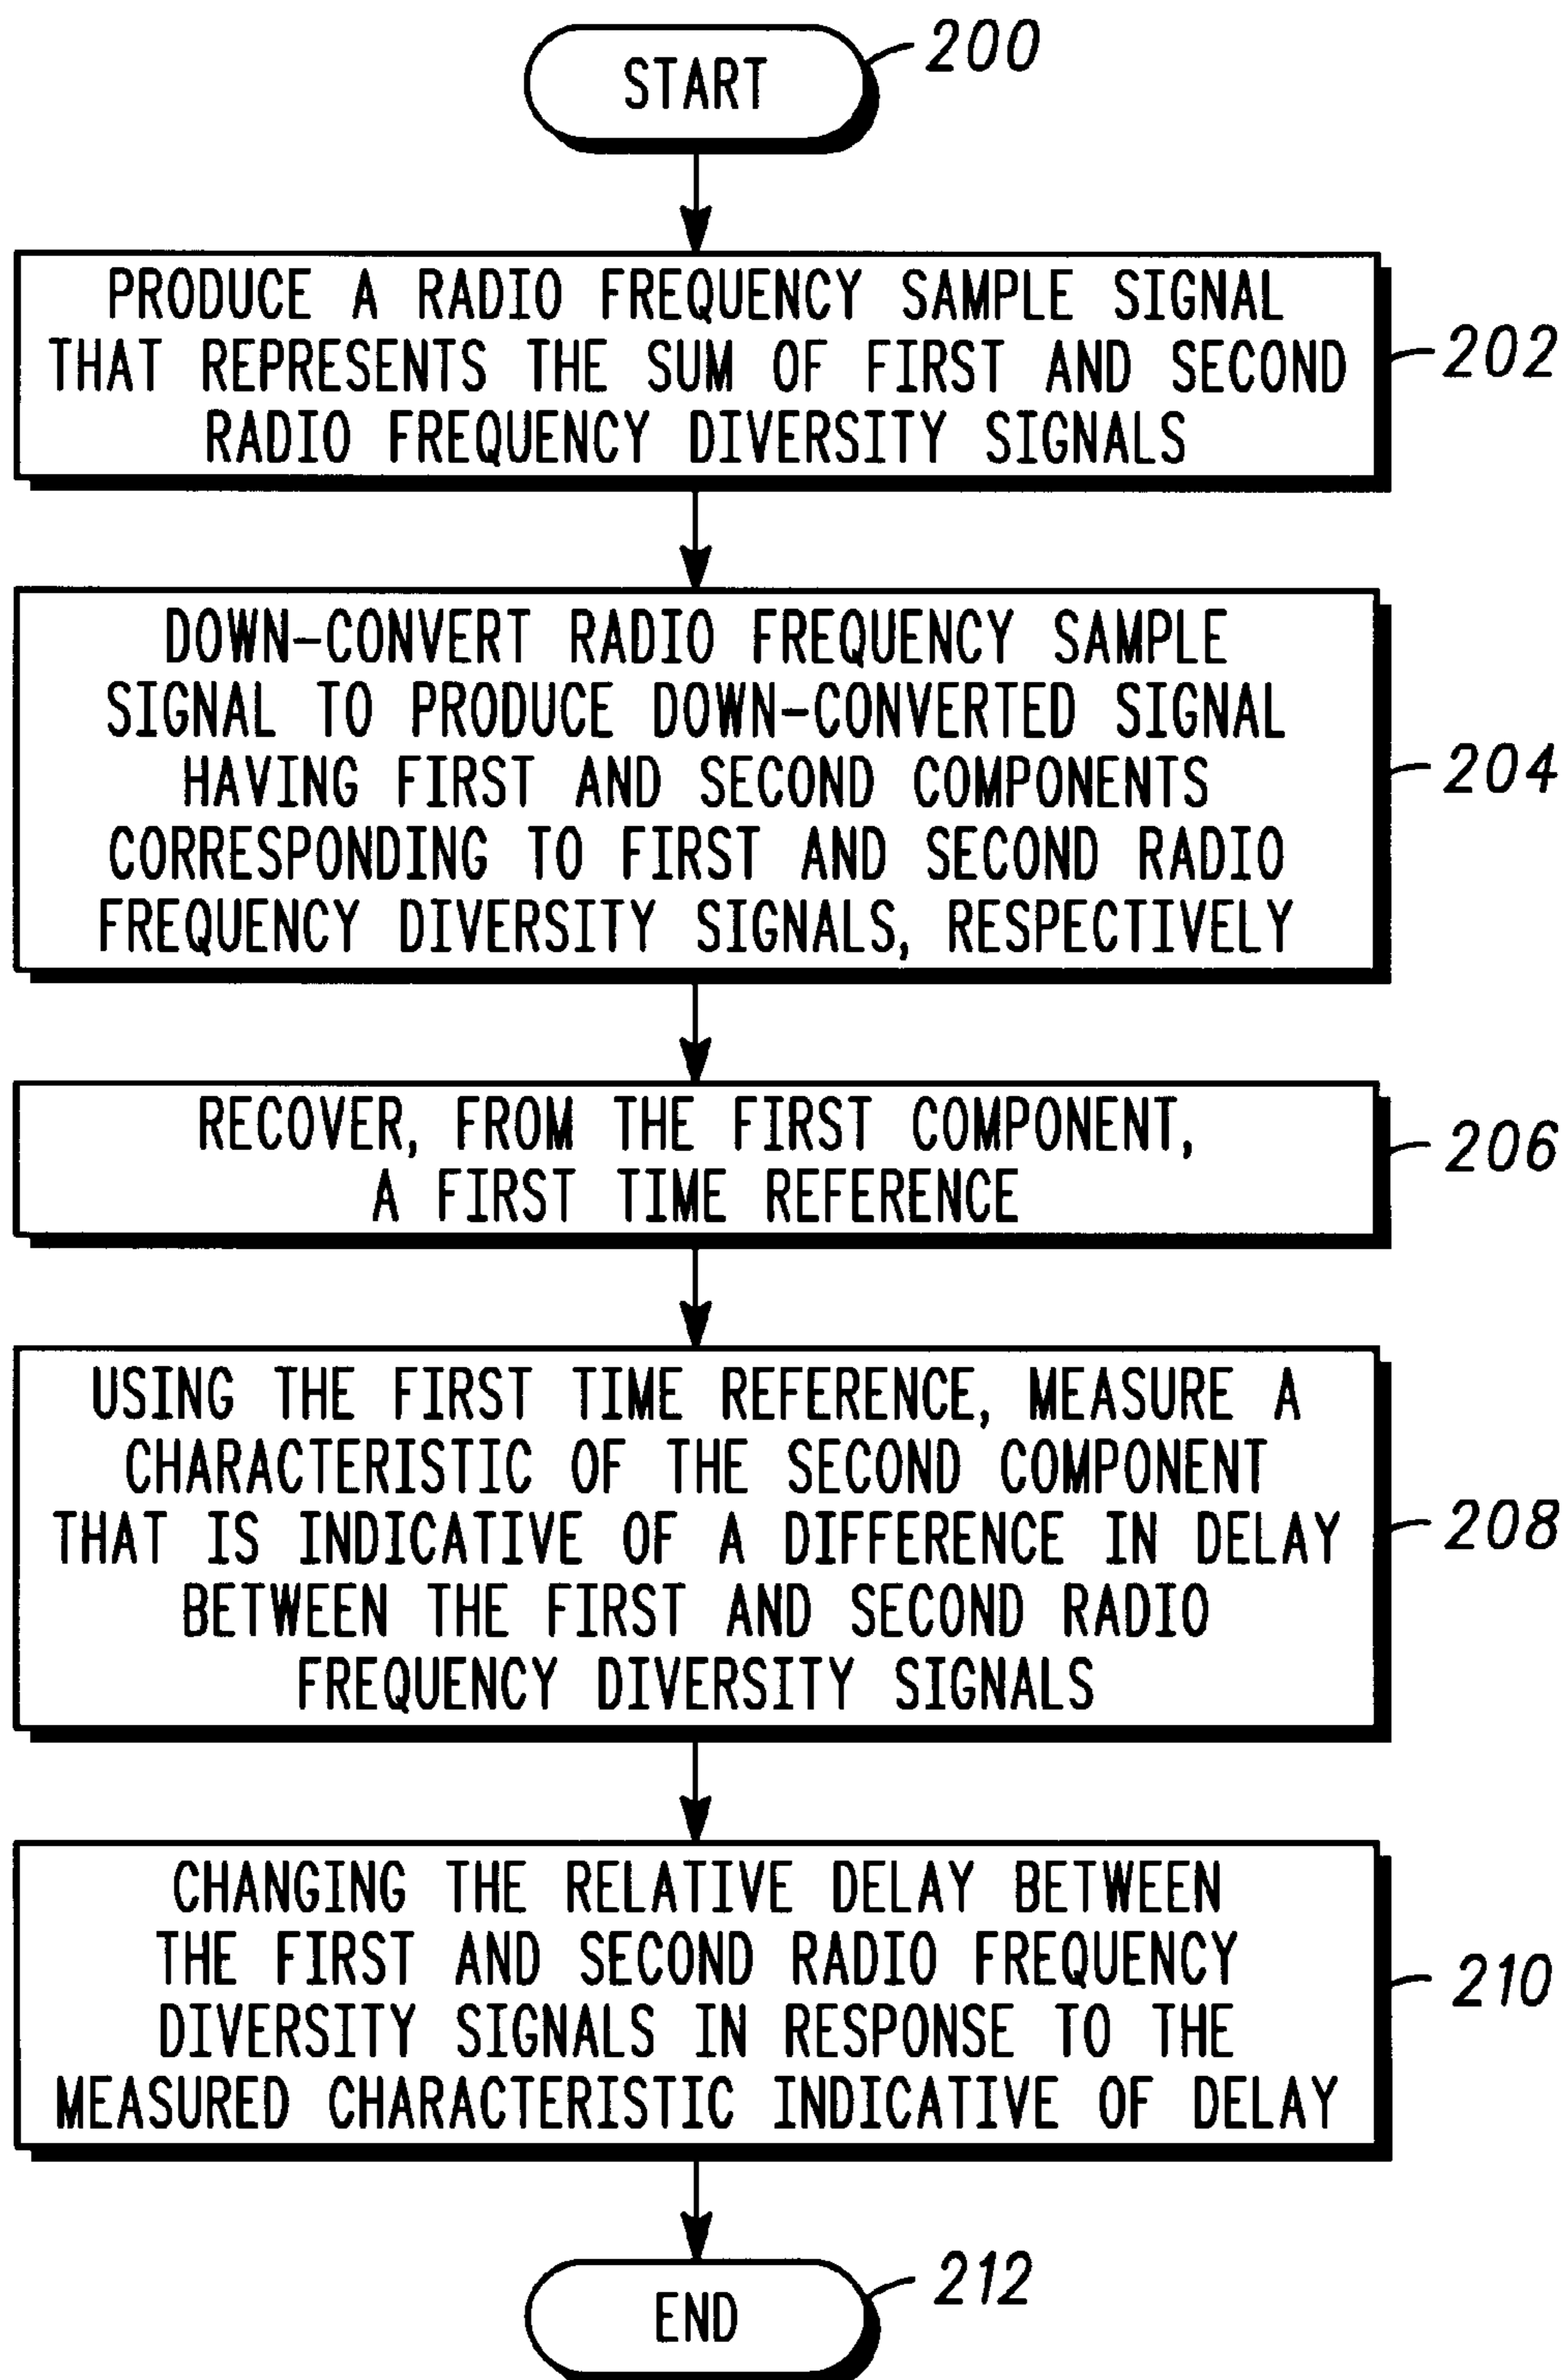 START
200
PRODUCE A RADIO FREQUENCY SAMPLE SIGNAL
THAT REPRESENTS THE SUM OF FIRST AND SECOND
RADIO FREQUENCY DIVERSITY SIGNALS
202
DOWN-CONVERT RADIO FREQUENCY SAMPLE
SIGNAL TO PRODUCE DOWN-CONVERTED SIGNAL
HAVING FIRST AND SECOND COMPONENTS
CORRESPONDING TO FIRST AND SECOND RADIO
FREQUENCY DIVERSITY SIGNALS, RESPECTIVELY
204
RECOVER, FROM THE FIRST COMPONENT,
A FIRST TIME REFERENCE
206
USING THE FIRST TIME REFERENCE, MEASURE A
CHARACTERISTIC OF THE SECOND COMPONENT
THAT IS INDICATIVE OF A DIFFERENCE IN DELAY
BETWEEN THE FIRST AND SECOND RADIO
FREQUENCY DIVERSITY SIGNALS
208
CHANGING THE RELATIVE DELAY BETWEEN
THE FIRST AND SECOND RADIO FREQUENCY
DIVERSITY SIGNALS IN RESPONSE TO THE
MEASURED CHARACTERISTIC INDICATIVE OF DELAY
210
END
212